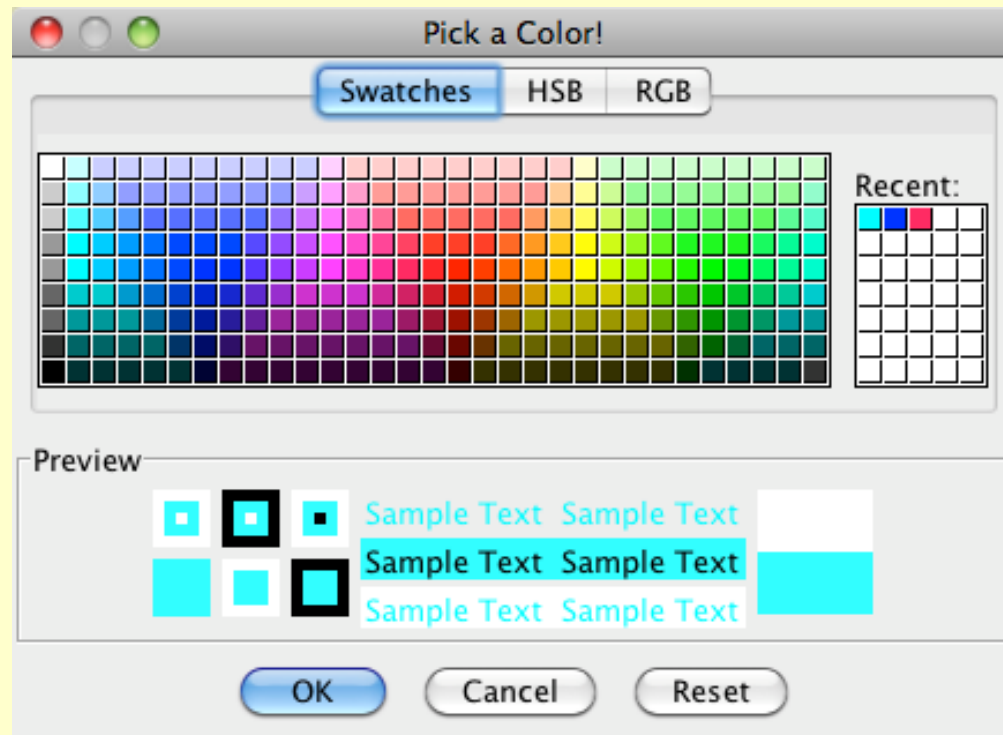 Pick a Color!
Swatches HSB RGB
Recent:
Preview
Sample Text Sample Text
Sample Text Sample Text
Sample Text Sample Text
OK Cancel Reset